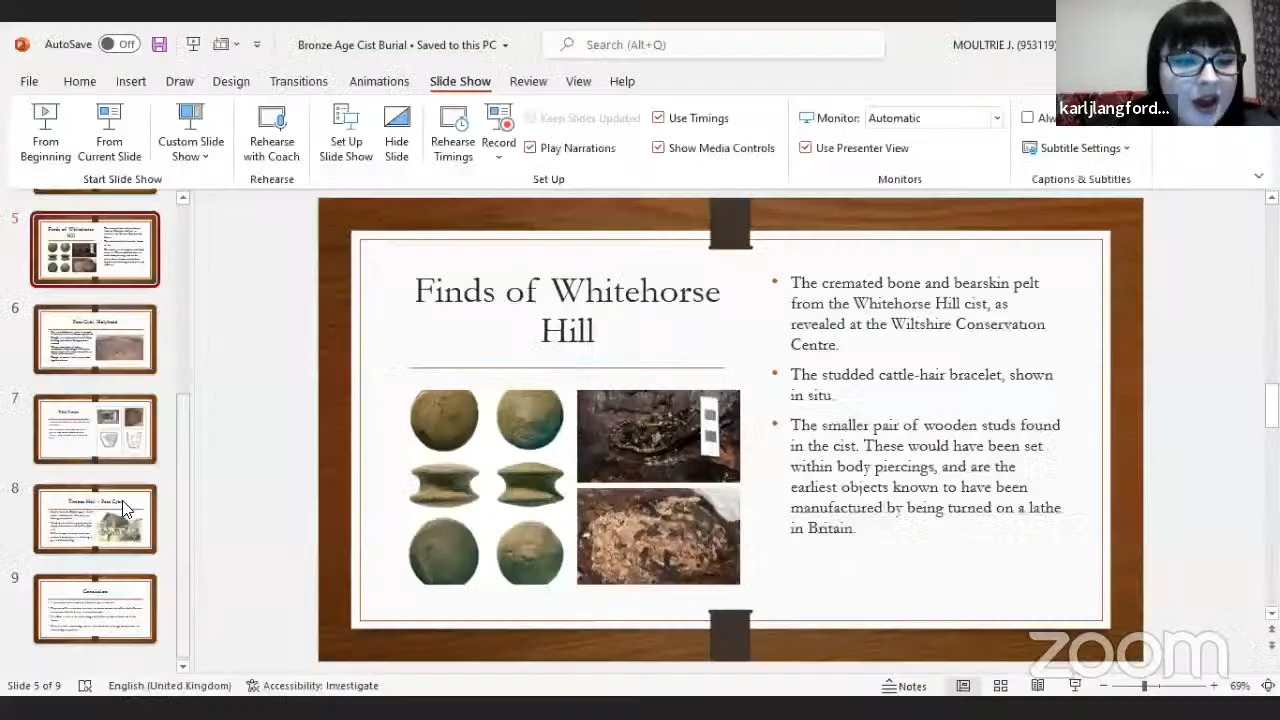 AutoSave Off Bronze Age Cist Burial • Saved to this PC Search (Alt+Q) MOULTRIE J. (953119)
karljlangford...
File Home Insert Draw Design Transitions Animations Slide Show Review View Help
From Beginning
From Current Slide
Custom Slide Show
Start Slide Show
Rehearse with Coach
Rehearse
Set Up Slide Show
Hide Slide
Rehearse Timings
Record
Keep Slides Updated
Play Narrations
Use Timings
Show Media Controls
Set Up
Monitor: Automatic
Use Presenter View
Monitors
Subtitle Settings
Captions & Subtitles
5
Finds of Whitehorse
Hill
6
7
8
9
Conclusion
Finds of Whitehorse
Hill
• The cremated bone and bearskin pelt
from the Whitehorse Hill cist, as
revealed at the Wiltshire Conservation
Centre.
• The studded cattle-hair bracelet, shown
in situ.
• The smaller pair of wooden studs found
in the cist. These would have been set
within body piercings, and are the
earliest objects known to have been
manufactured by being turned on a lathe
in Britain.
zoom
Slide 5 of 9 English (United Kingdom) Accessibility: Investigate Notes 69%